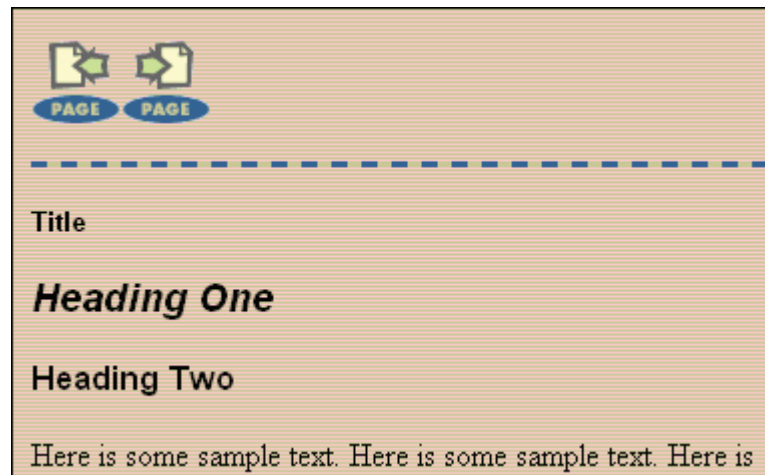 PAGE PAGE
Title
Heading One
Heading Two
Here is some sample text. Here is some sample text. Here is